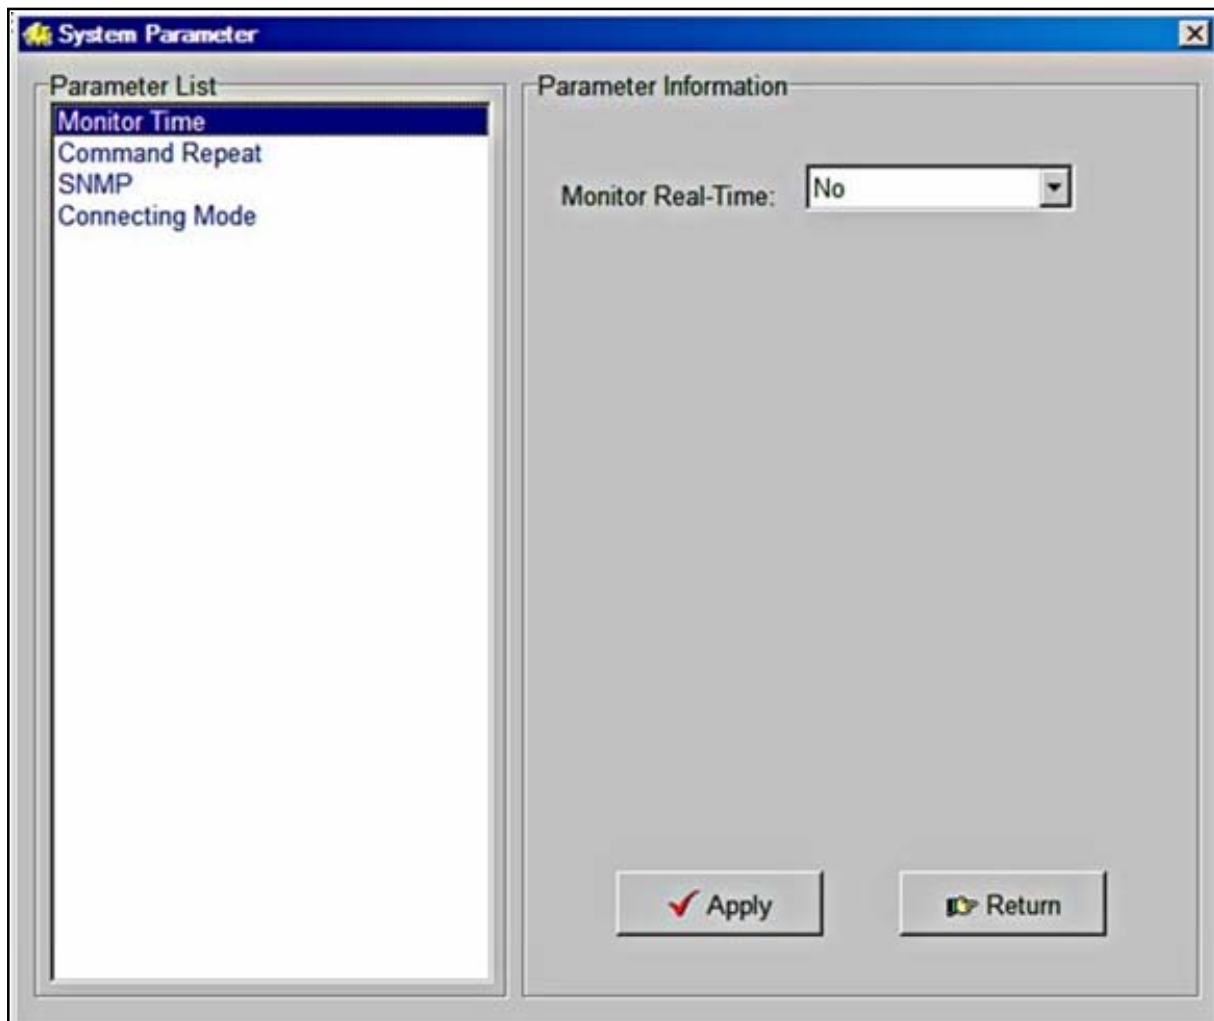 System Parameter
Parameter List
Monitor Time
Command Repeat
SNMP
Connecting Mode
Parameter Information
Monitor Real-Time: No
Apply
Return